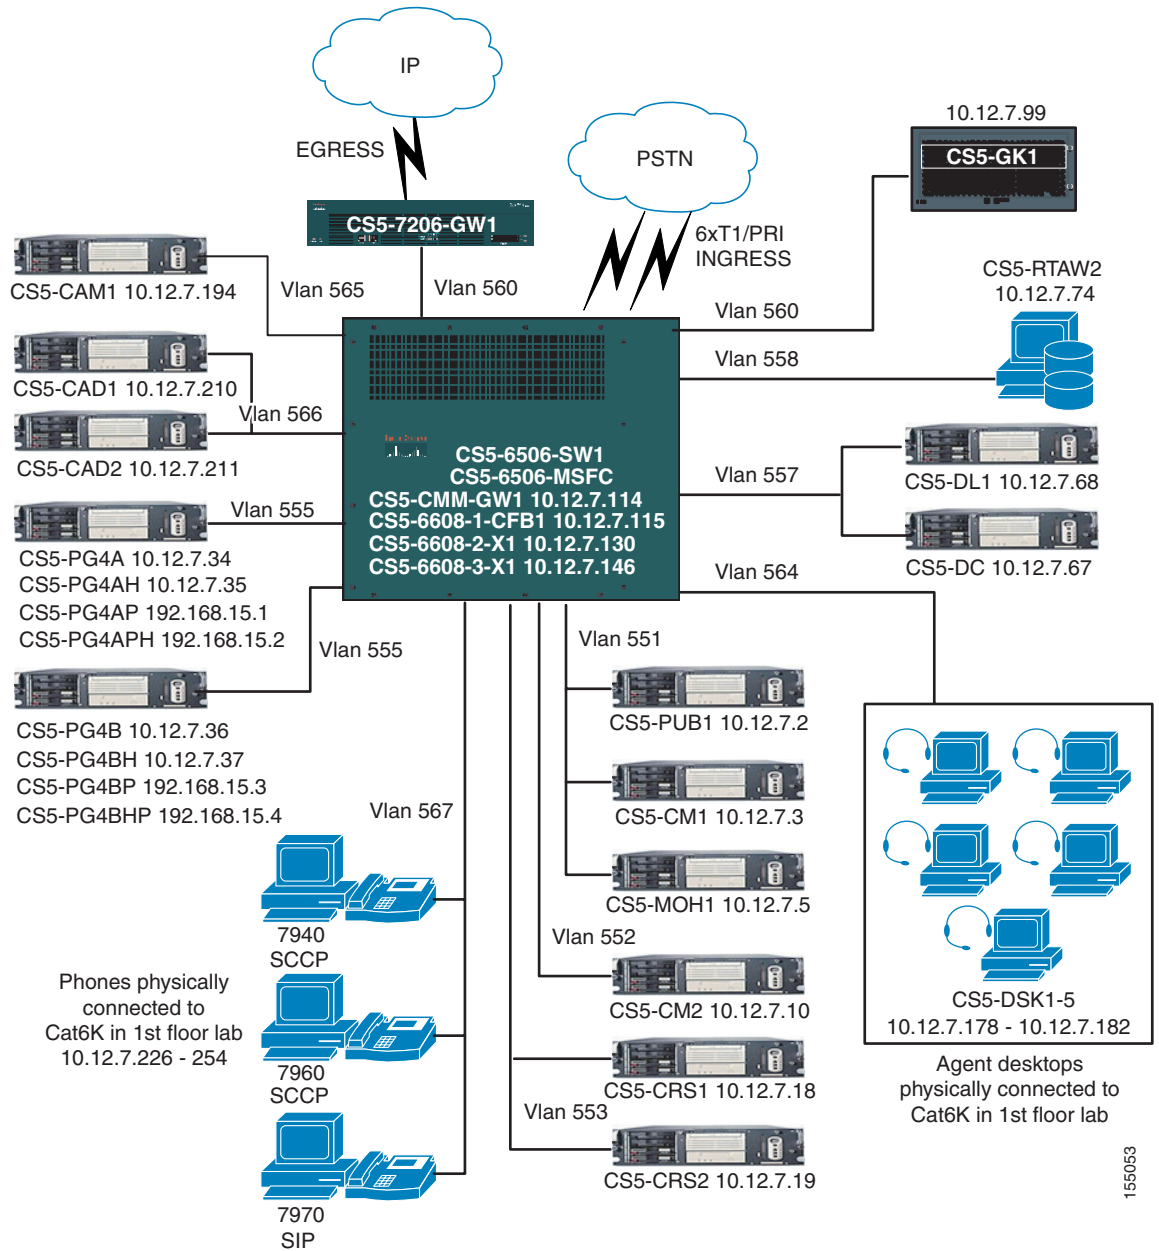 IP
EGRESS
PSTN
10.12.7.99
CS5-GK1
CS5-7206-GW1
6xT1/PRI
INGRESS
CS5-RTAW2
10.12.7.74
CS5-CAM1 10.12.7.194
Vlan 565
Vlan 560
Vlan 560
Vlan 558
CS5-CAD1 10.12.7.210
Vlan 566
CS5-CAD2 10.12.7.211
CS5-6506-SW1
CS5-6506-MSFC
CS5-CMM-GW1 10.12.7.114
CS5-6608-1-CFB1 10.12.7.115
CS5-6608-2-X1 10.12.7.130
CS5-6608-3-X1 10.12.7.146
Vlan 557
CS5-DL1 10.12.7.68
Vlan 555
CS5-PG4A 10.12.7.34
CS5-PG4AH 10.12.7.35
CS5-PG4AP 192.168.15.1
CS5-PG4APH 192.168.15.2
CS5-DC 10.12.7.67
Vlan 564
Vlan 555
Vlan 551
CS5-PG4B 10.12.7.36
CS5-PG4BH 10.12.7.37
CS5-PG4BP 192.168.15.3
CS5-PG4BHP 192.168.15.4
CS5-PUB1 10.12.7.2
Vlan 567
CS5-CM1 10.12.7.3
CS5-MOH1 10.12.7.5
7940
SCCP
Vlan 552
Phones physically
connected to
Cat6K in 1st floor lab
10.12.7.226 - 254
CS5-CM2 10.12.7.10
CS5-DSK1-5
10.12.7.178 - 10.12.7.182
7960
SCCP
CS5-CRS1 10.12.7.18
Agent desktops
physically connected to
Cat6K in 1st floor lab
Vlan 553
CS5-CRS2 10.12.7.19
7970
SIP
155053